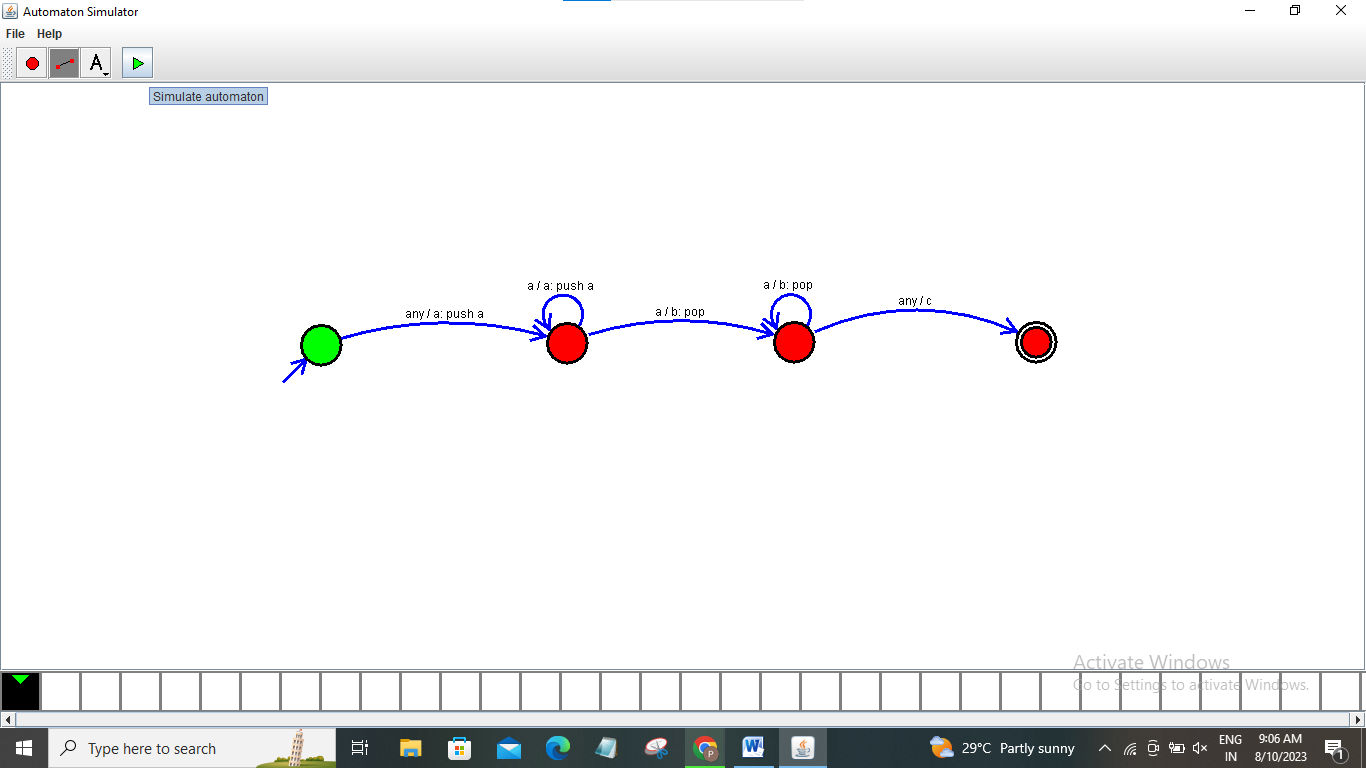 Automaton Simulator
File Help
A
Simulate automaton
any / a: push a
a / a: push a
a / b: pop
a / b: pop
any / c
Activate Windows
Go to Settings to activate Windows.
Type here to search
29°C Partly sunny
ENG
IN
9:06 AM
8/10/2023
1